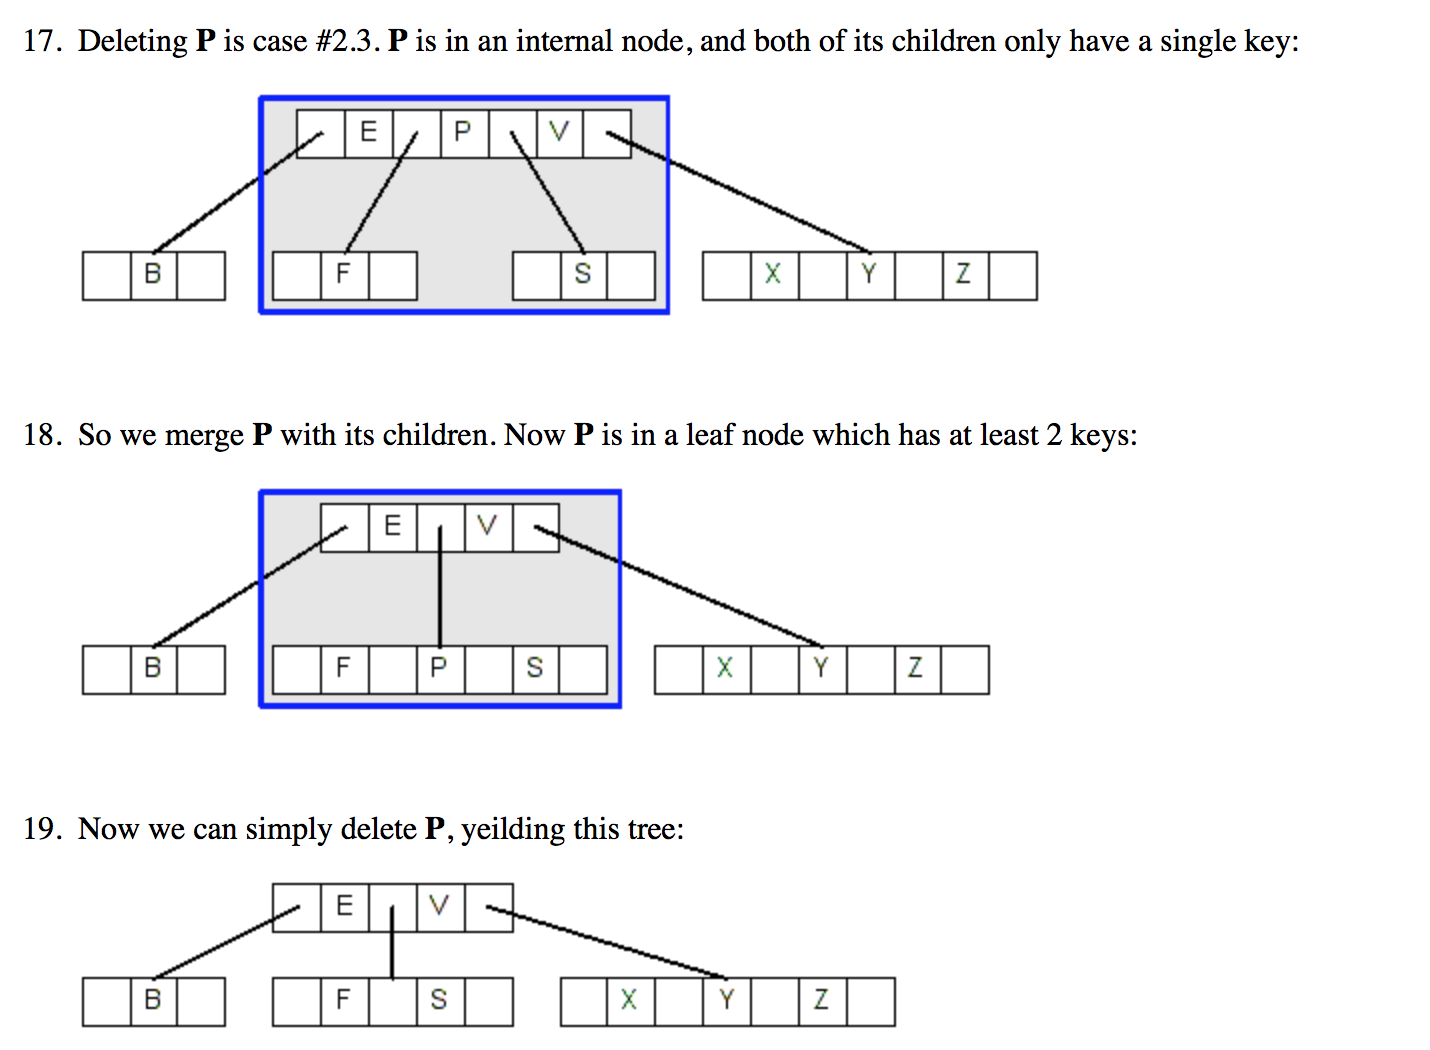 17. Deleting P is case #2.3. P is in an internal node, and both of its children only have a single key:
E P V
B F S X Y Z
18. So we merge P with its children. Now P is in a leaf node which has at least 2 keys:
E V
B F P S X Y Z
19. Now we can simply delete P, yeilding this tree:
E V
B F S X Y Z